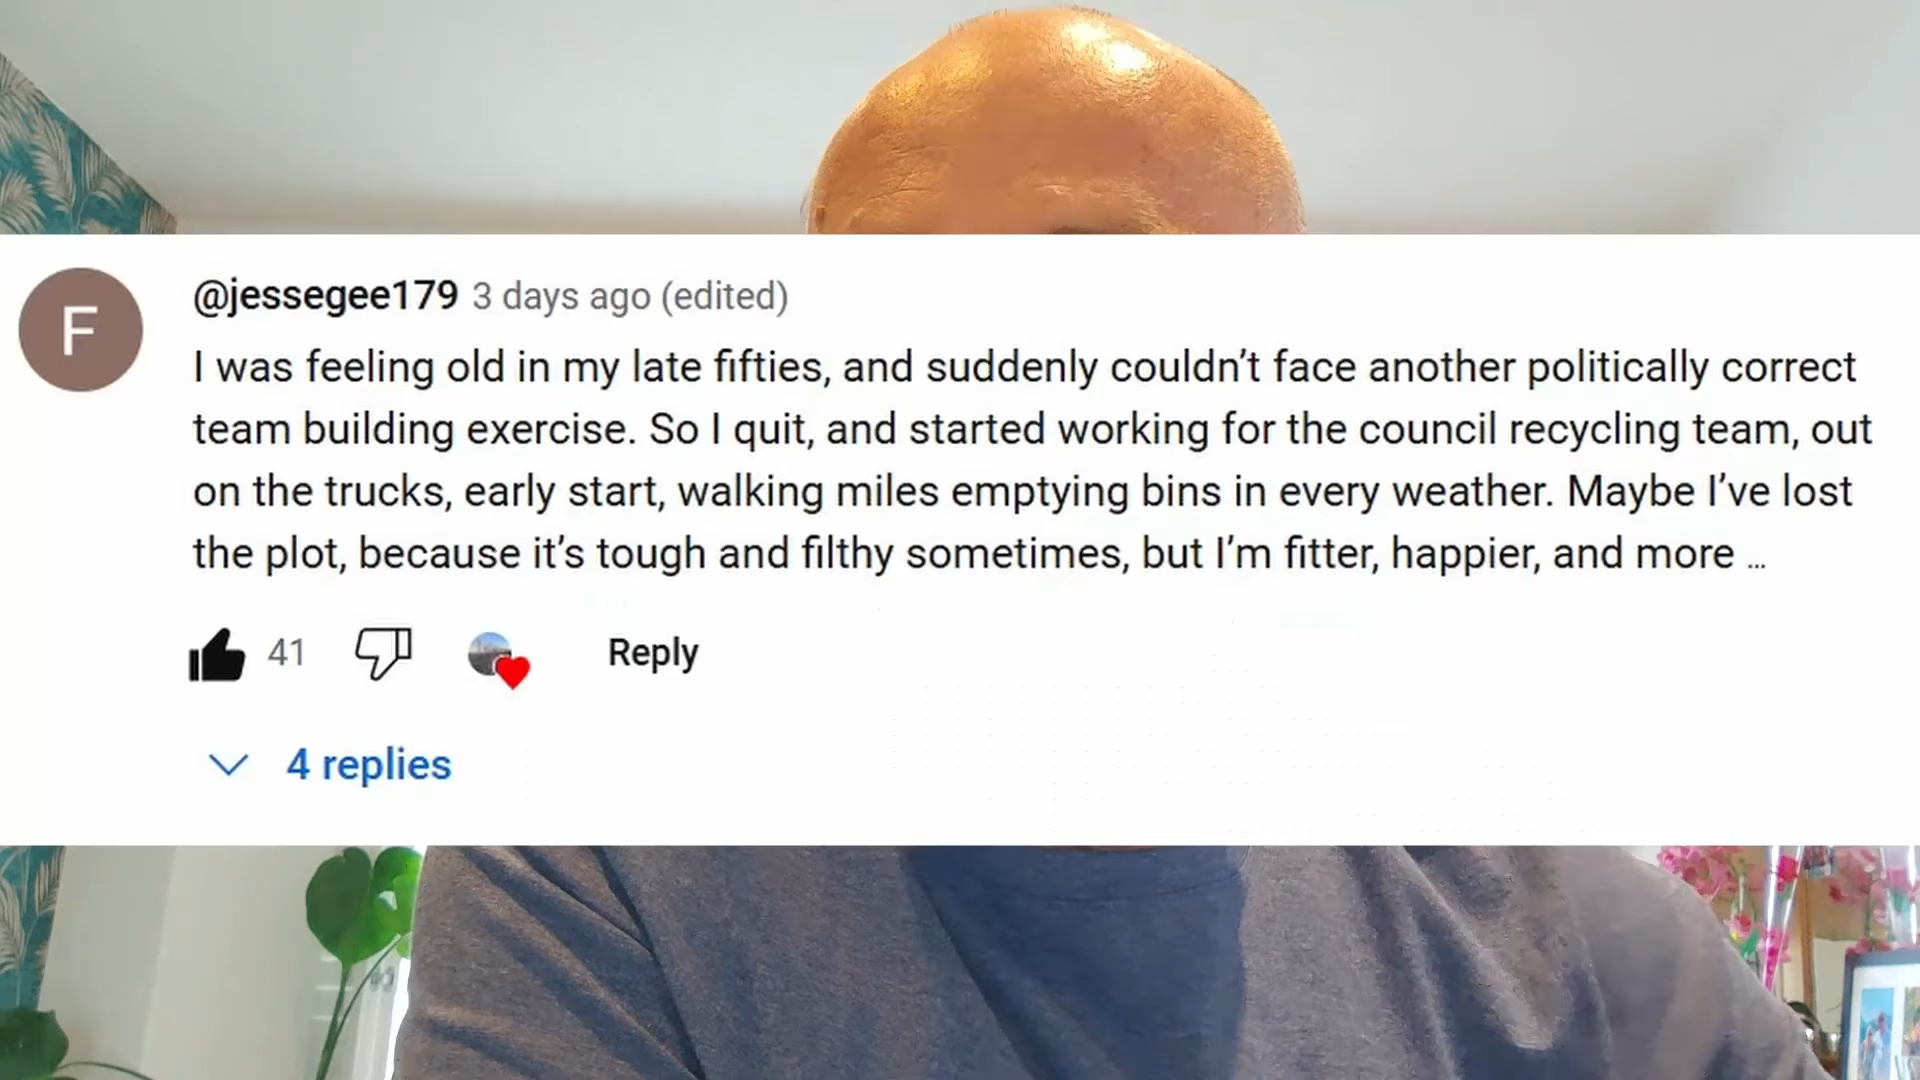 F
@jessegee179 3 days ago (edited)
I was feeling old in my late fifties, and suddenly couldn’t face another politically correct
team building exercise. So I quit, and started working for the council recycling team, out
on the trucks, early start, walking miles emptying bins in every weather. Maybe I’ve lost
the plot, because it’s tough and filthy sometimes, but I’m fitter, happier, and more ...
41 Reply
4 replies